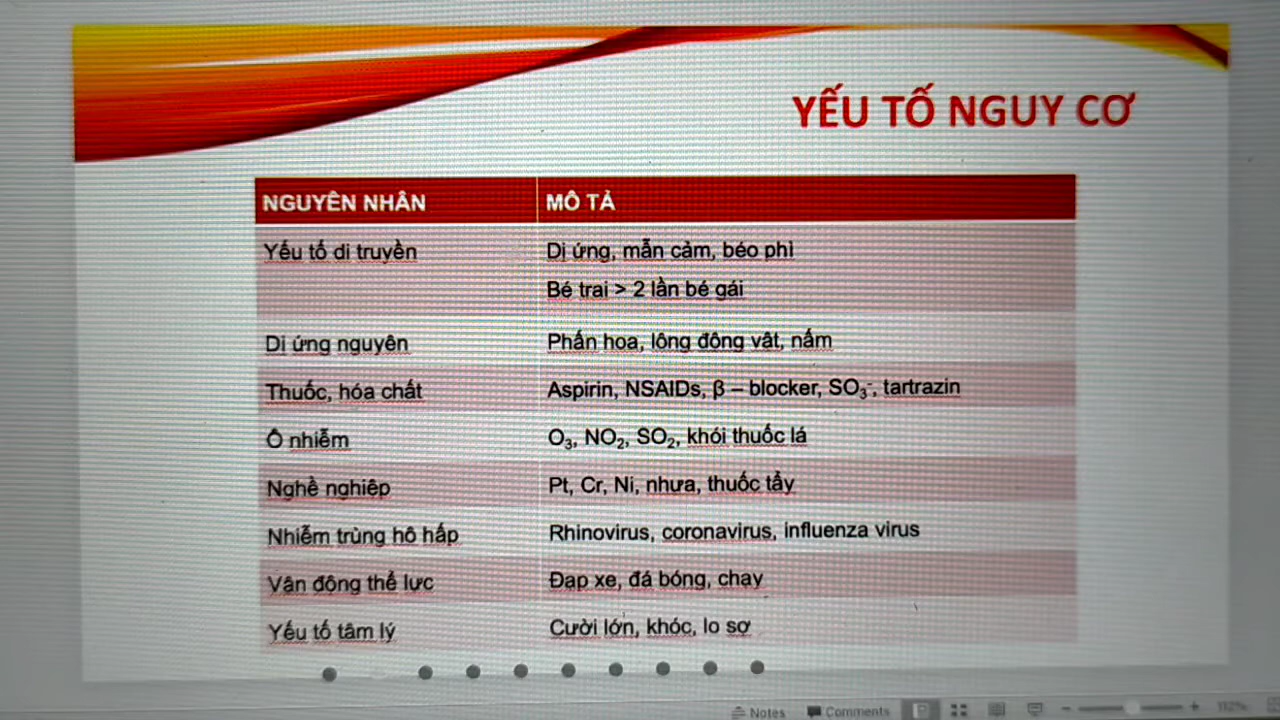 YẾU TỐ NGUY CƠ
NGUYÊN NHÂN MÔ TẢ
Yếu tố di truyền Dị ứng, mẫn cảm, béo phì
Bé trai > 2 lần bé gái
Dị ứng nguyên Phấn hoa, lông động vật, nấm
Thuốc, hóa chất Aspirin, NSAIDs, β – blocker, SO₃⁻, tartrazin
Ô nhiễm O₃, NO₂, SO₂, khói thuốc lá
Nghề nghiệp Pt, Cr, Ni, nhựa, thuốc tẩy
Nhiễm trùng hô hấp Rhinovirus, coronavirus, influenza virus
Vận động thể lực Đạp xe, đá bóng, chạy
Yếu tố tâm lý Cười lớn, khóc, lo sợ
Notes Comments 112%